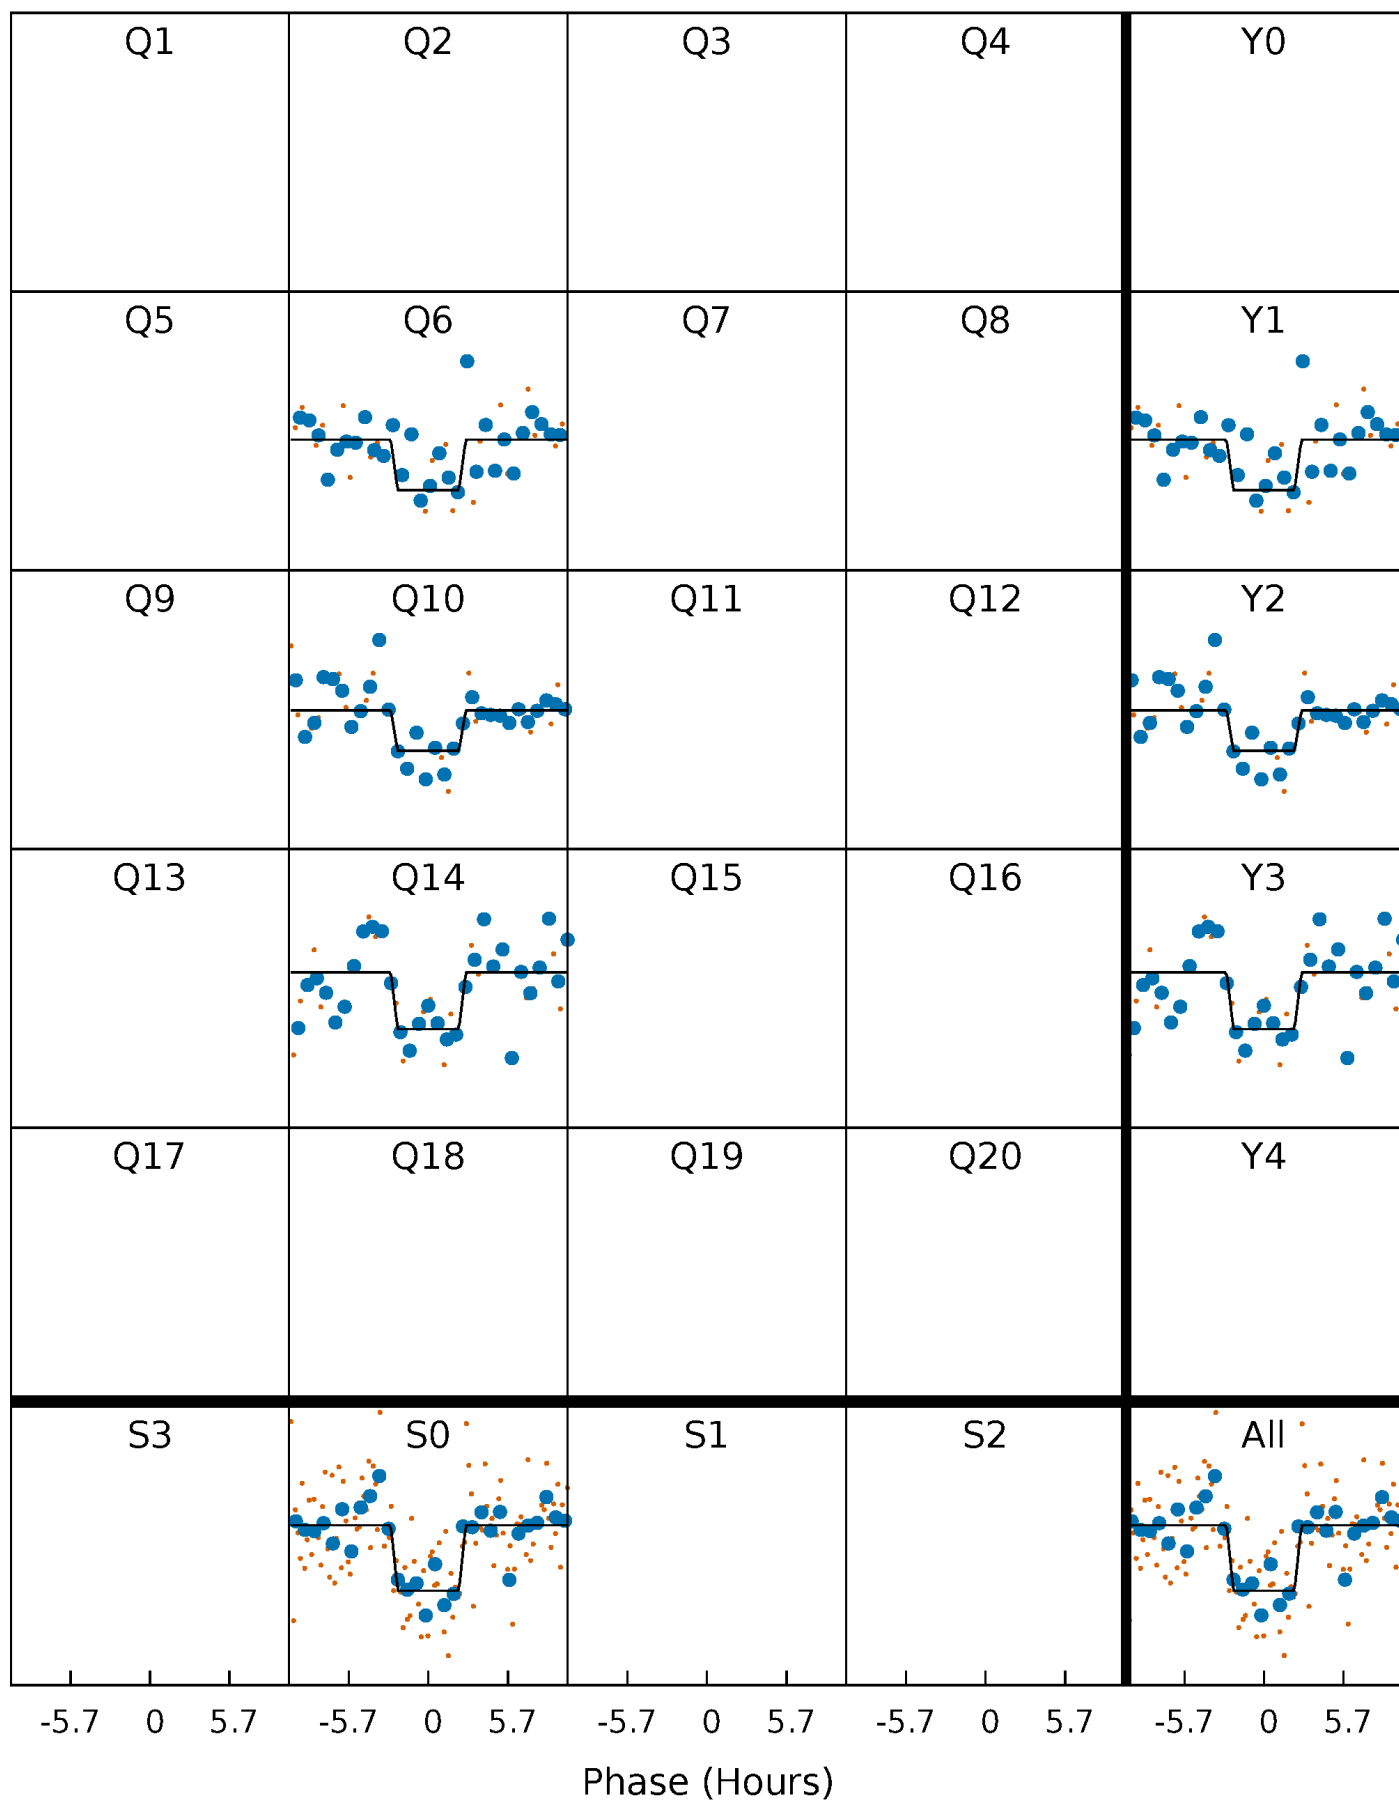 Q1 Q2 Q3 Q4 Y0
Q5 Q6 Q7 Q8 Y1
Q9 Q10 Q11 Q12 Y2
Q13 Q14 Q15 Q16 Y3
Q17 Q18 Q19 Q20 Y4
S3 S0 S1 S2 All
-5.7 0 5.7 -5.7 0 5.7 -5.7 0 5.7 -5.7 0 5.7 -5.7 0 5.7
Phase (Hours)